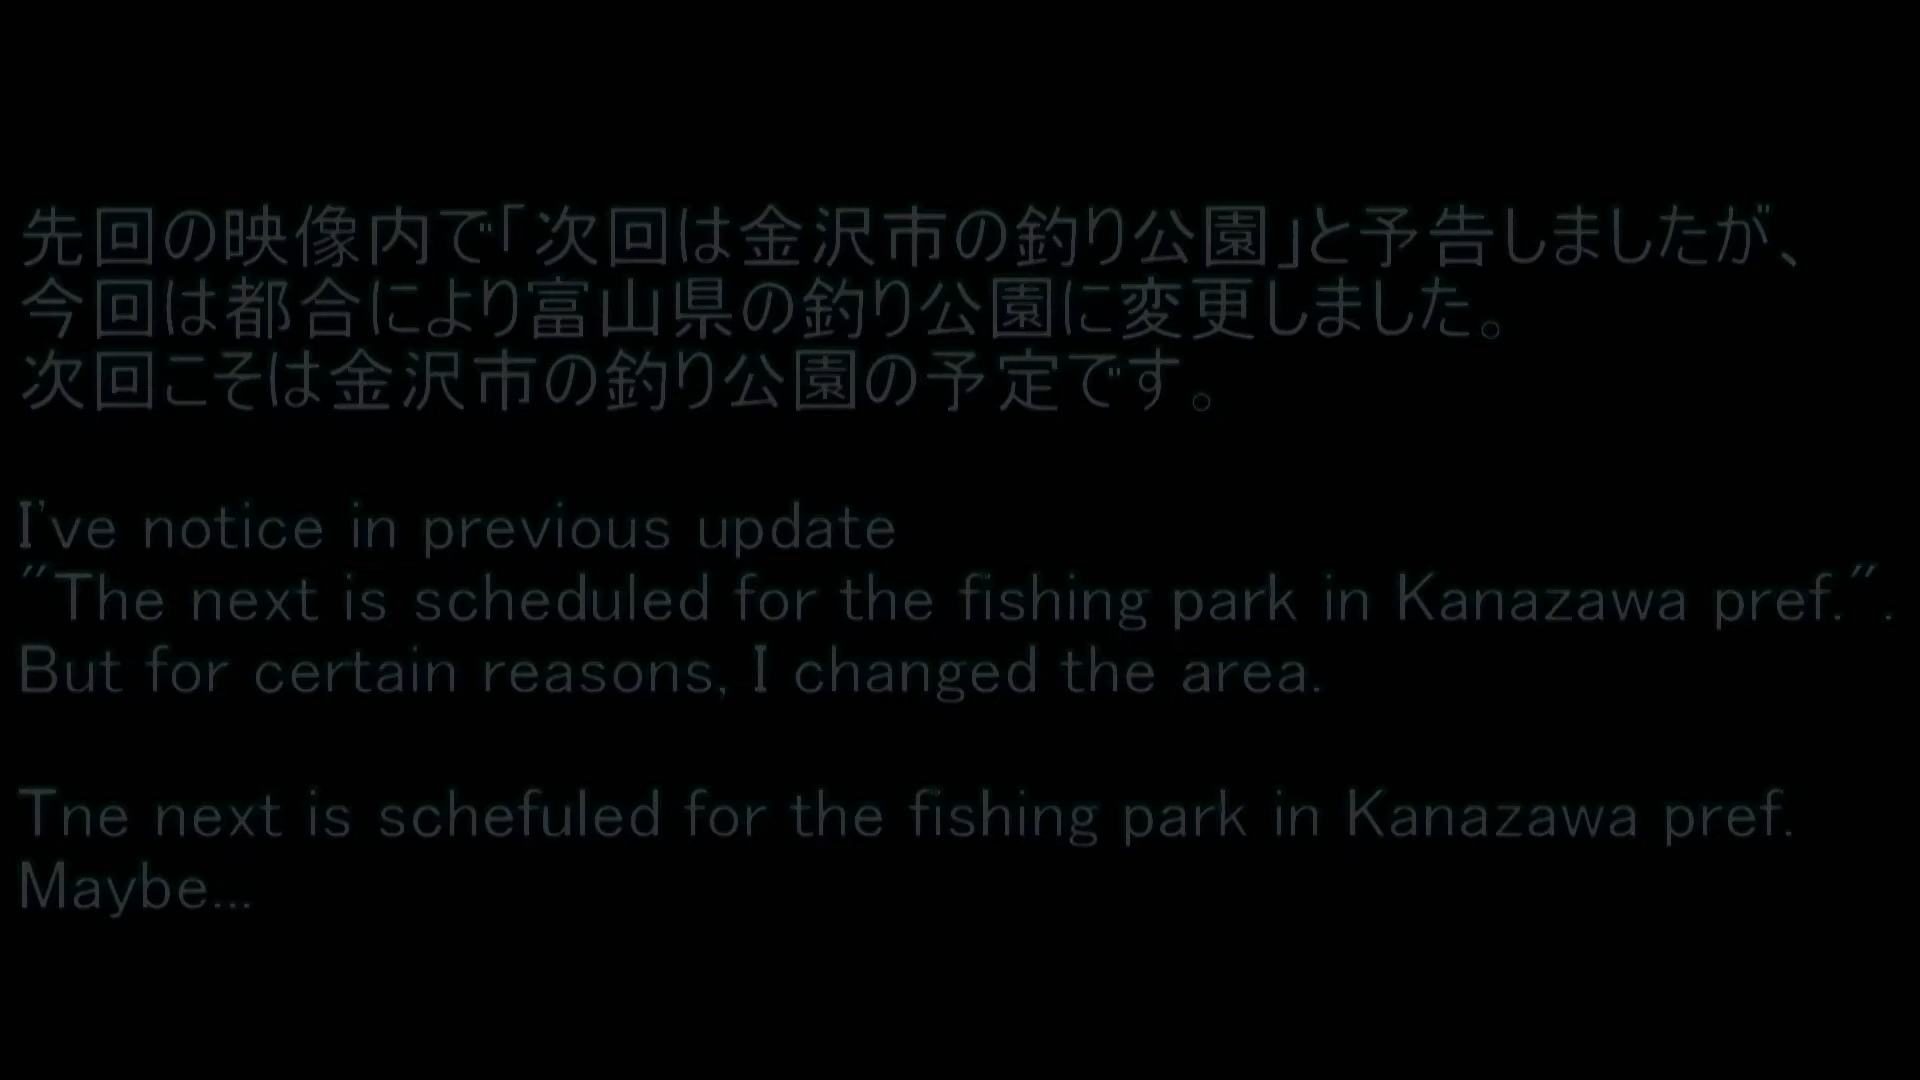 先回の映像内で「次回は金沢市の釣り公園」と予告しましたが、
今回は都合により富山県の釣り公園に変更しました。
次回こそは金沢市の釣り公園の予定です。
I've notice in previous update
"The next is scheduled for the fishing park in Kanazawa pref.".
But for certain reasons, I changed the area.
Tne next is schefuled for the fishing park in Kanazawa pref.
Maybe...